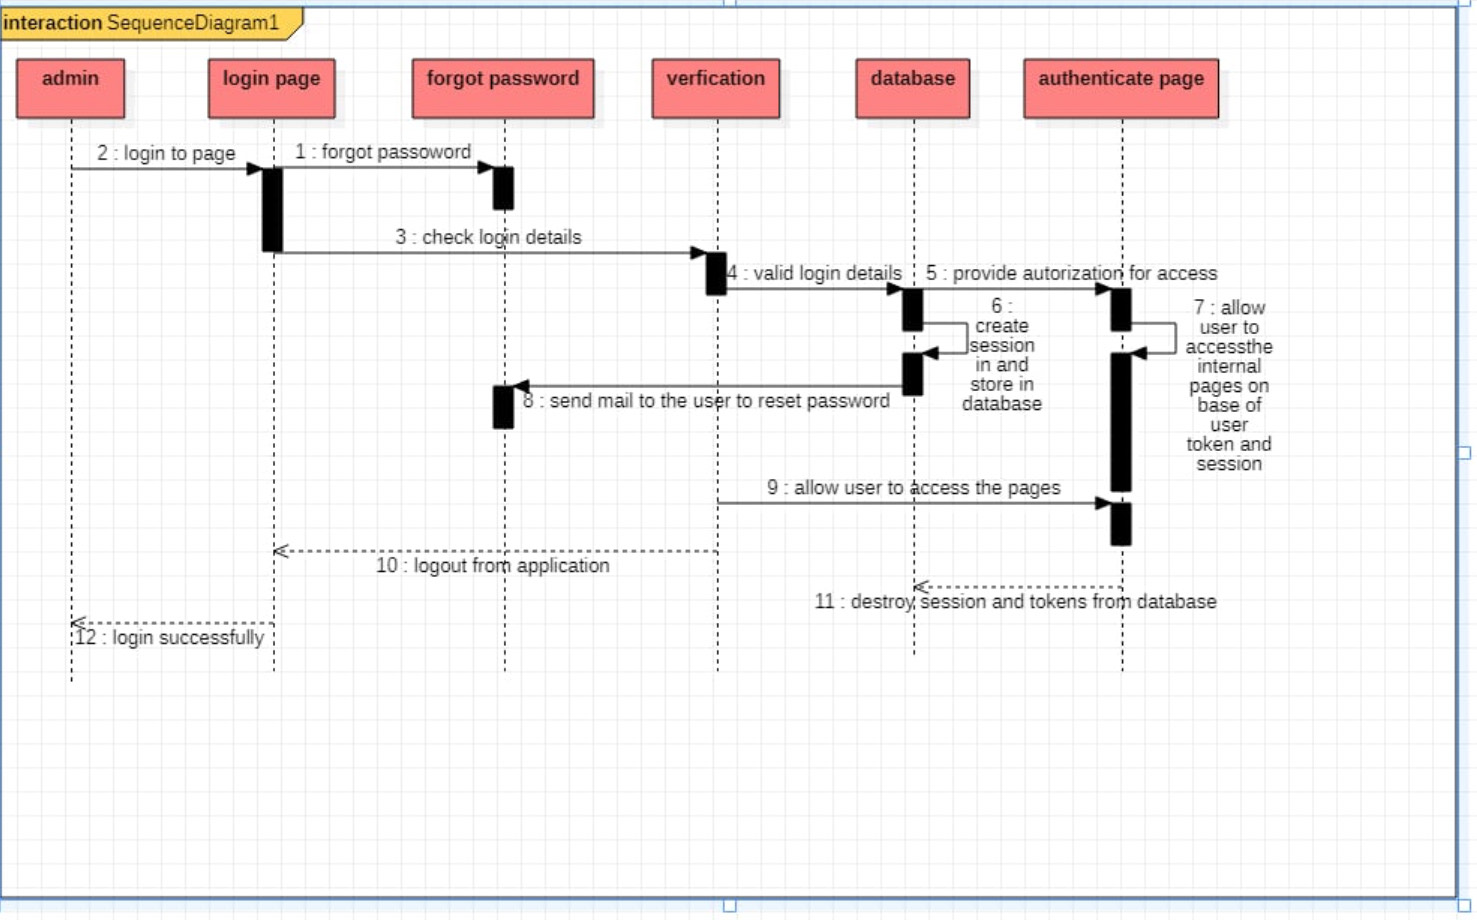 interaction SequenceDiagram1
admin
login page
forgot password
verfication
database
authenticate page
2 : login to page
1 : forgot passoword
3 : check login details
4 : valid login details
5 : provide autorization for access
6 :
create
session
in and
store in
database
7 : allow
user to
accessthe
internal
pages on
base of
user
token and
session
8 : send mail to the user to reset password
9 : allow user to access the pages
10 : logout from application
11 : destroy session and tokens from database
12 : login successfully